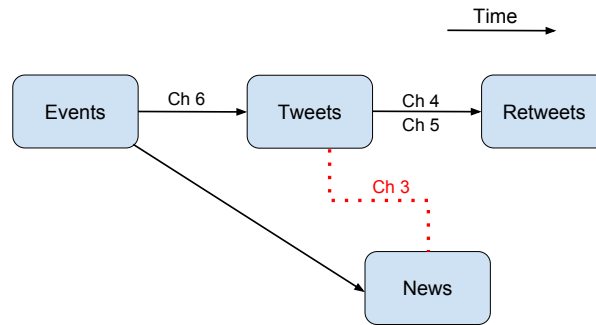 Time
Events
Ch 6
Tweets
Ch 4
Ch 5
Retweets
Ch 3
News